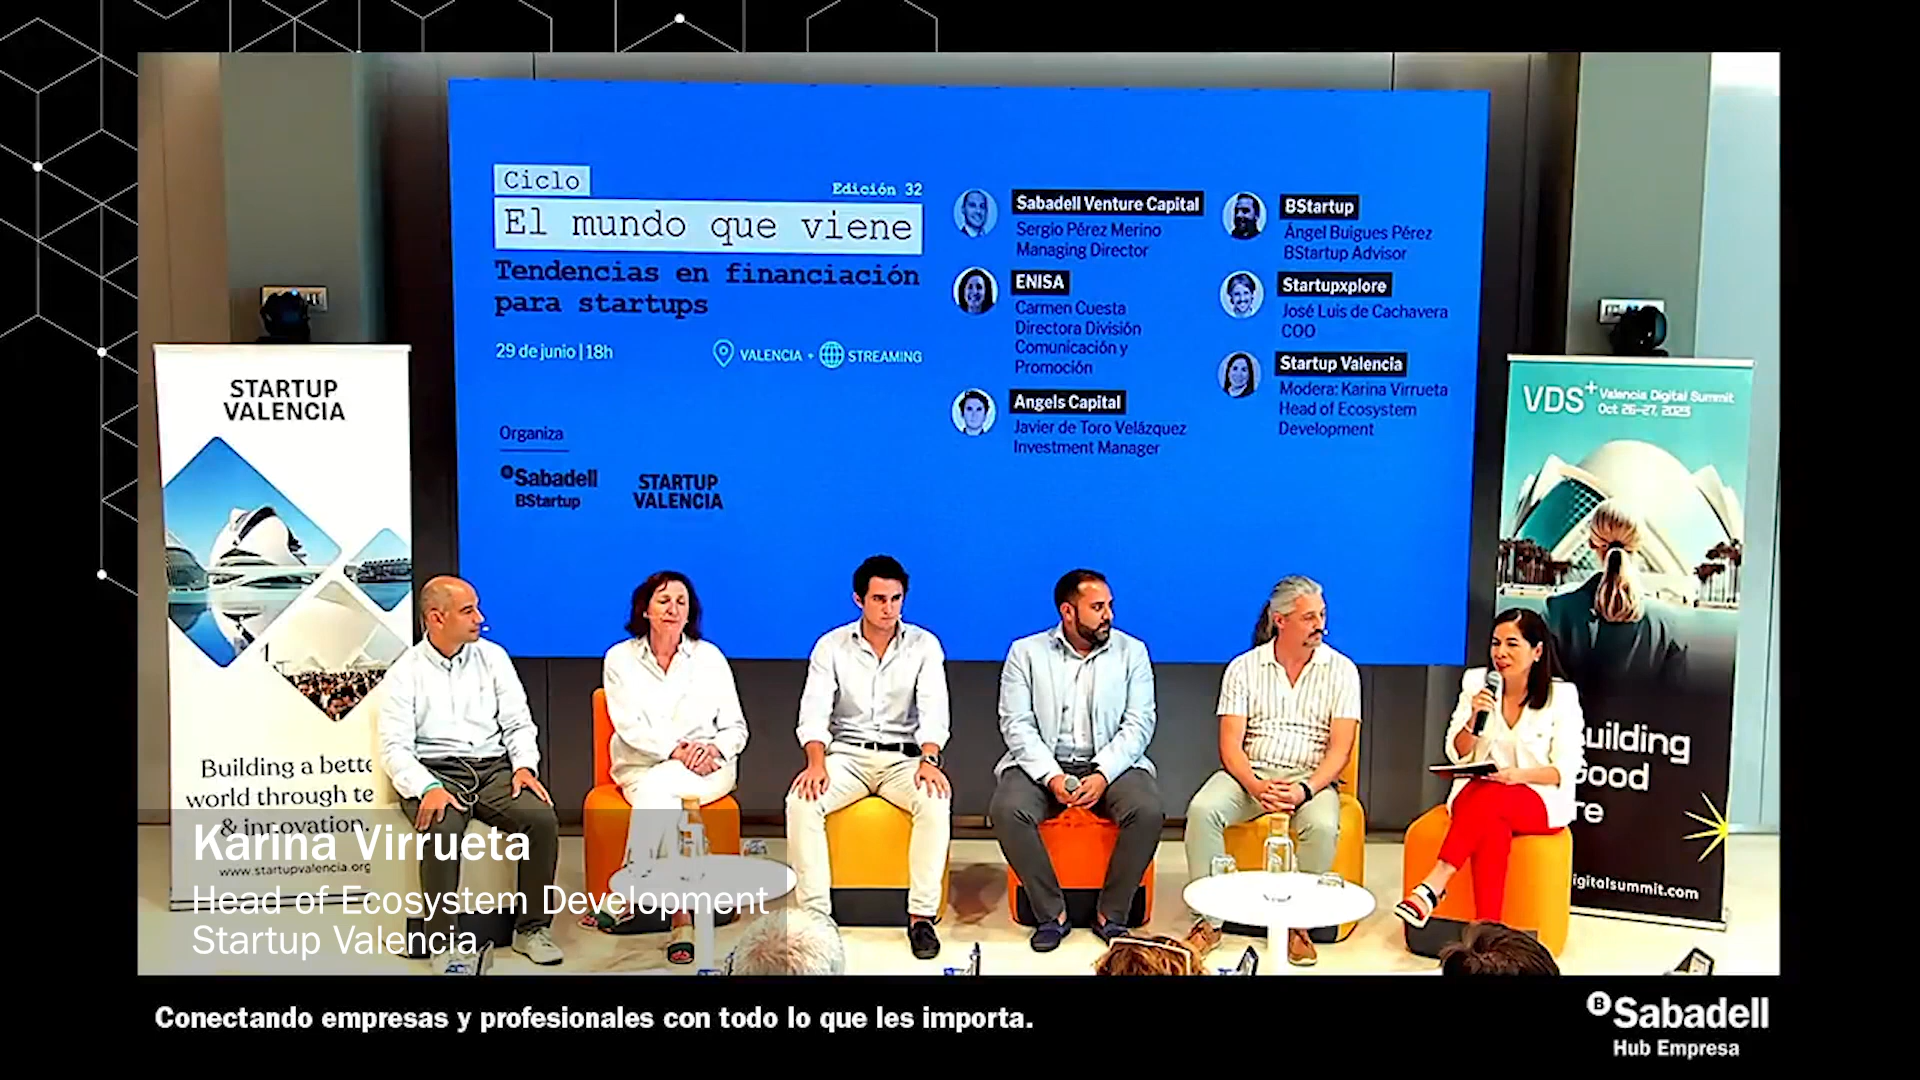 Ciclo
Edición 32
El mundo que viene
Tendencias en financiación
para startups
29 de junio | 18h
VALENCIA + STREAMING
Organiza
Sabadell
BStartup
STARTUP
VALENCIA
Sabadell Venture Capital
Sergio Pérez Merino
Managing Director
ENISA
Carmen Cuesta
Directora División
Comunicación y
Promoción
Angels Capital
Javier de Toro Velázquez
Investment Manager
BStartup
Ángel Buigues Pérez
BStartup Advisor
Startupxplore
José Luis de Cachavera
COO
Startup Valencia
Modera: Karina Virrueta
Head of Ecosystem
Development
STARTUP
VALENCIA
Building a bette
world through te
& innovation.
www.startupvalencia.org
VDS+ Valencia Digital Summit
Oct 26-27, 2023
uilding
Good
re
igitalsummit.com
Karina Virrueta
Head of Ecosystem Development
Startup Valencia
Conectando empresas y profesionales con todo lo que les importa.
B Sabadell
Hub Empresa